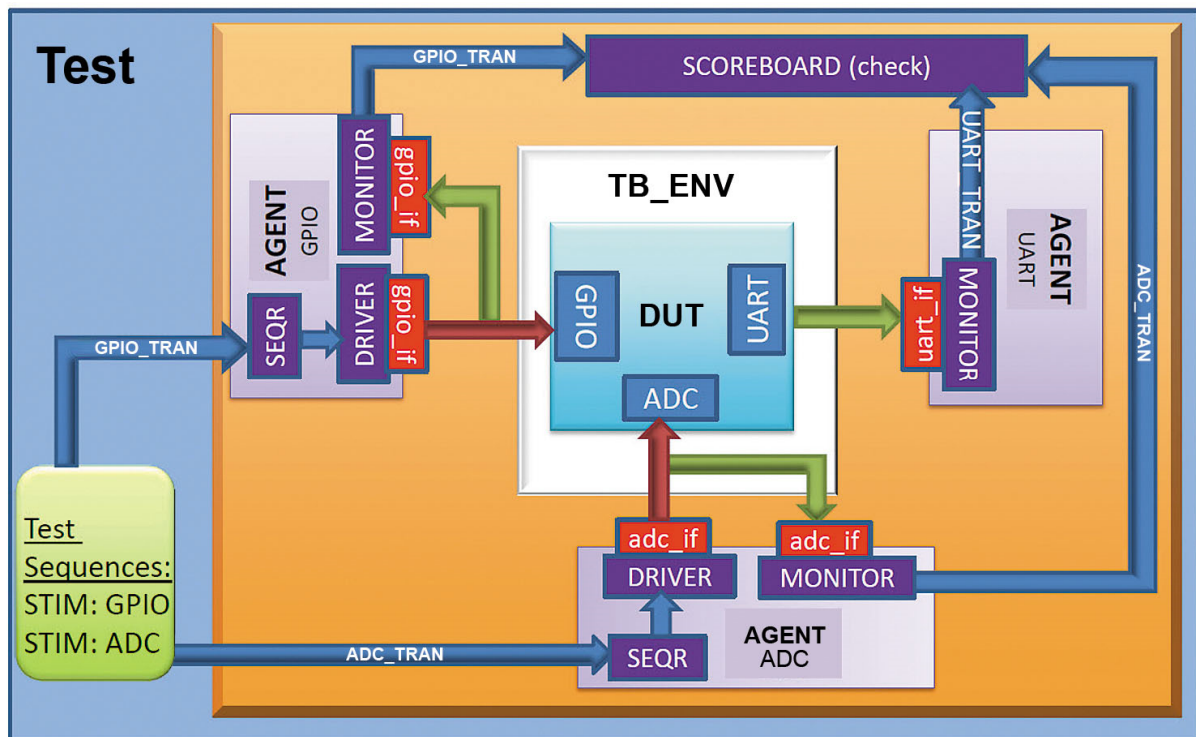 Test
GPIO_TRAN
SCOREBOARD (check)
MONITOR
gpio_if
AGENT
GPIO
SEQR
DRIVER
gpio_if
GPIO_TRAN
TB_ENV
DUT
GPIO
UART
ADC
UART_TRAN
uart_if
MONITOR
AGENT
UART
ADC_TRAN
Test
Sequences:
STIM: GPIO
STIM: ADC
ADC_TRAN
adc_if
DRIVER
SEQR
adc_if
MONITOR
AGENT
ADC